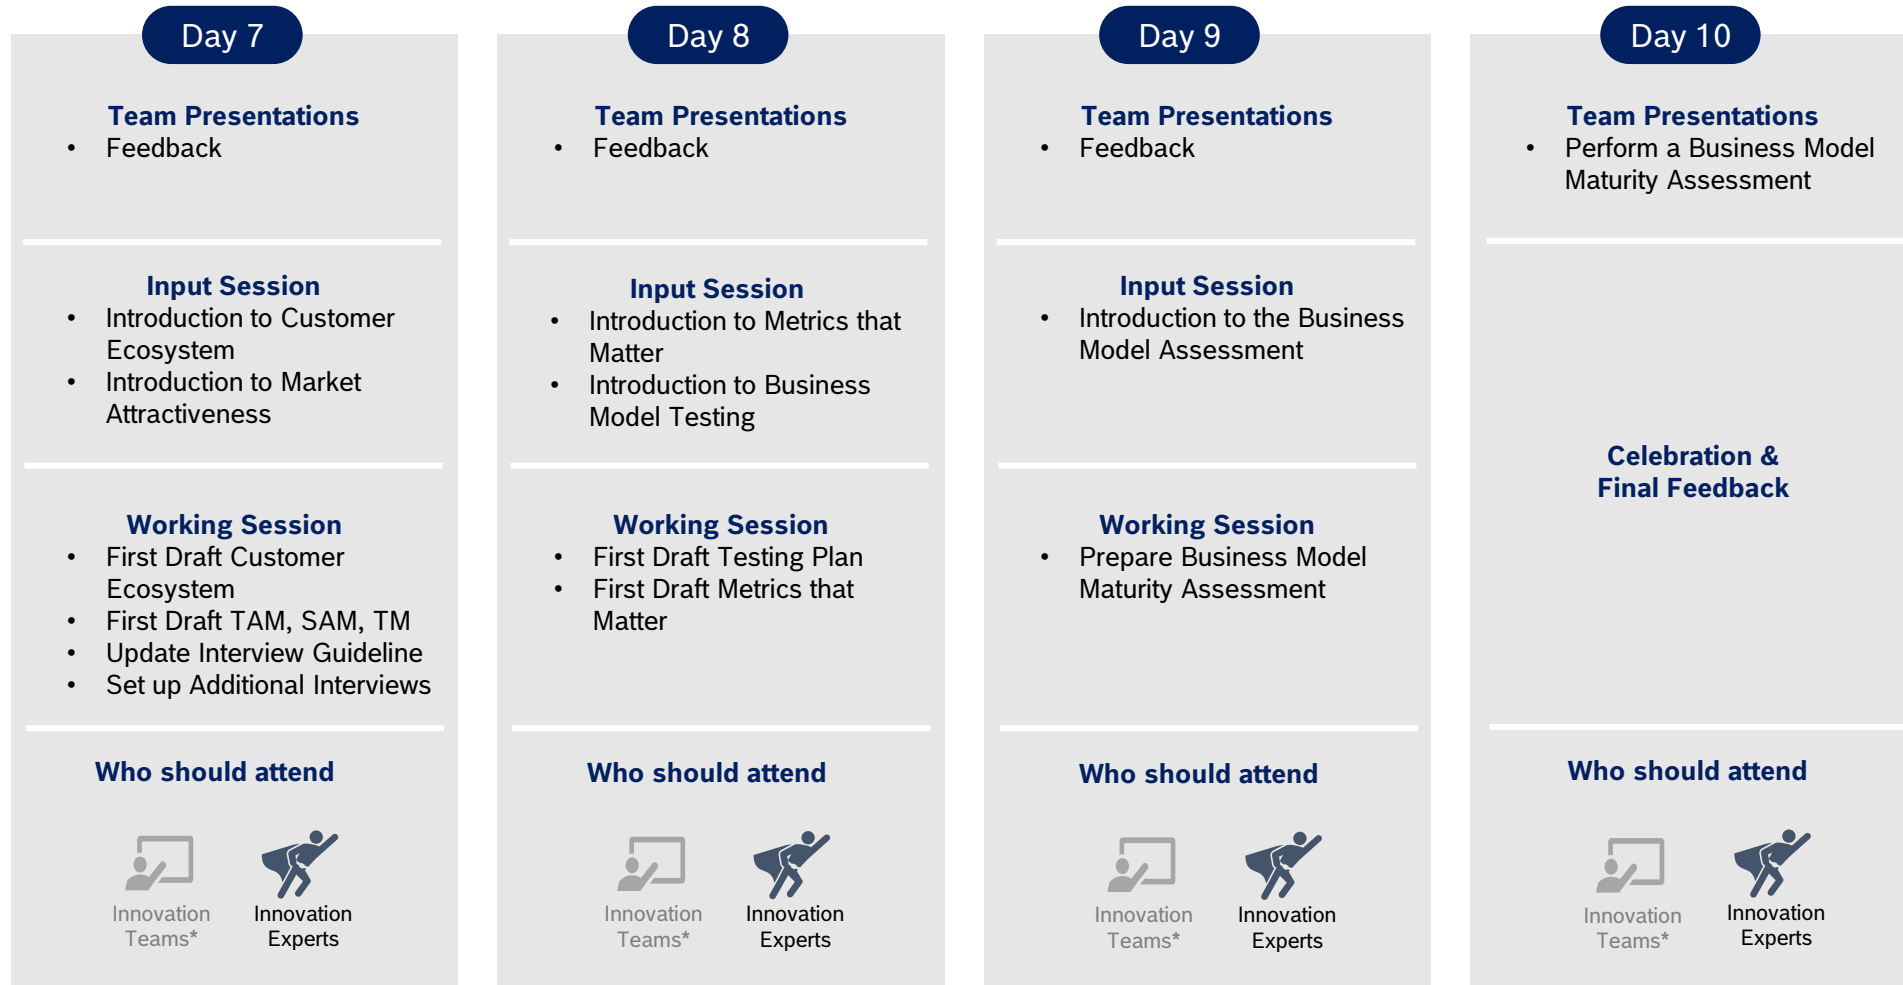 Day 7
Team Presentations
• Feedback
Input Session
• Introduction to Customer
Ecosystem
• Introduction to Market
Attractiveness
Working Session
• First Draft Customer
Ecosystem
• First Draft TAM, SAM, TM
• Update Interview Guideline
• Set up Additional Interviews
Who should attend
Innovation
Teams*
Innovation
Experts
Day 8
Team Presentations
• Feedback
Input Session
• Introduction to Metrics that
Matter
• Introduction to Business
Model Testing
Working Session
• First Draft Testing Plan
• First Draft Metrics that
Matter
Who should attend
Innovation
Teams*
Innovation
Experts
Day 9
Team Presentations
• Feedback
Input Session
• Introduction to the Business
Model Assessment
Working Session
• Prepare Business Model
Maturity Assessment
Who should attend
Innovation
Teams*
Innovation
Experts
Day 10
Team Presentations
• Perform a Business Model
Maturity Assessment
Celebration &
Final Feedback
Who should attend
Innovation
Teams*
Innovation
Experts